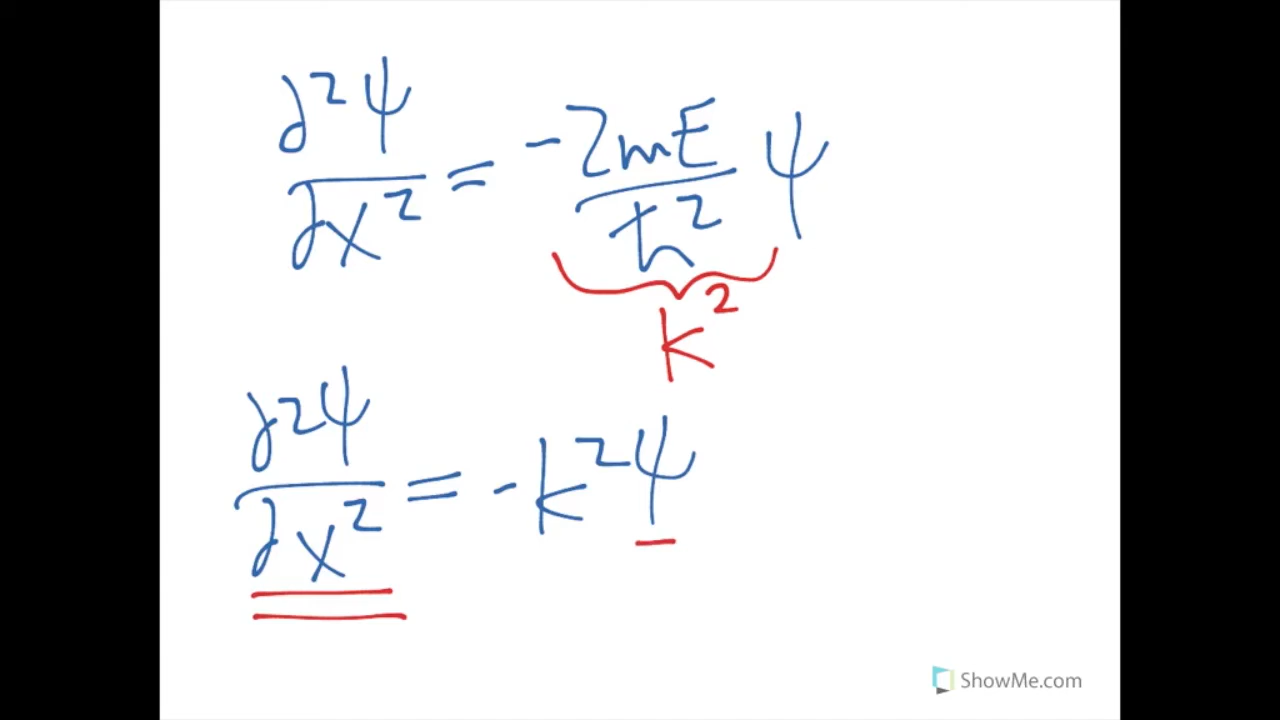 ∂²ψ/∂x² = -2mE/ħ² ψ
k²
∂²ψ/∂x² = -k²ψ
ShowMe.com